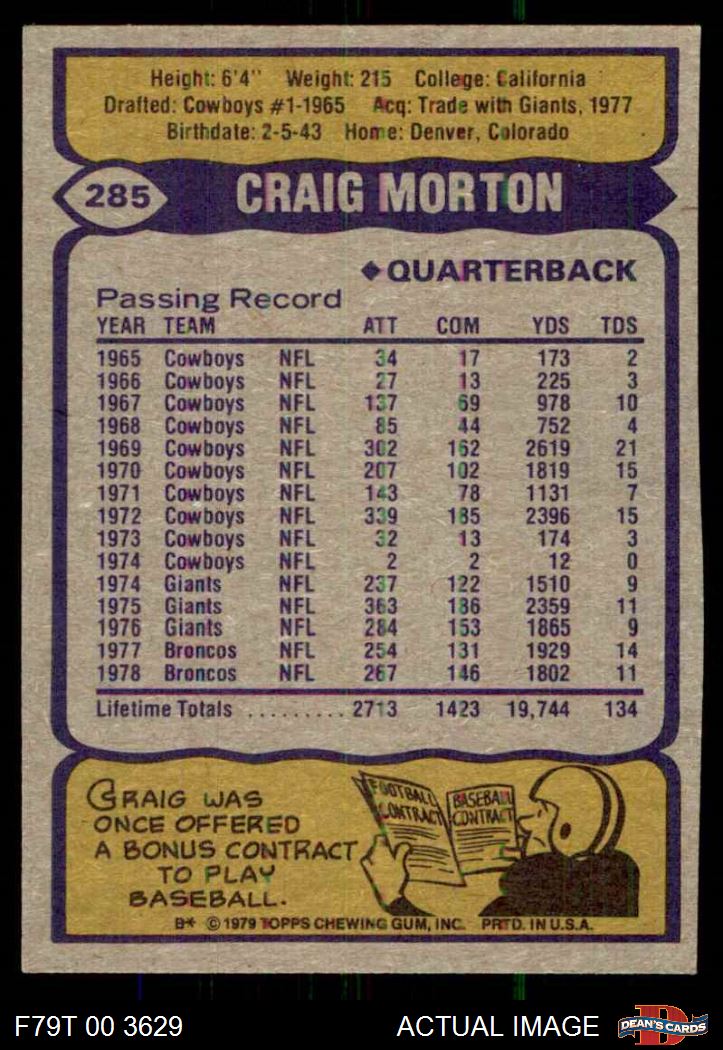 Height: 6'4" Weight: 215 College: California
Drafted: Cowboys #1-1965 Acq: Trade with Giants, 1977
Birthdate: 2-5-43 Home: Denver, Colorado
285 CRAIG MORTON
◆QUARTERBACK
Passing Record
YEAR TEAM ATT COM YDS TDS
1965 Cowboys NFL 34 17 173 2
1966 Cowboys NFL 27 13 225 3
1967 Cowboys NFL 137 69 978 10
1968 Cowboys NFL 85 44 752 4
1969 Cowboys NFL 302 162 2619 21
1970 Cowboys NFL 207 102 1819 15
1971 Cowboys NFL 143 78 1131 7
1972 Cowboys NFL 339 185 2396 15
1973 Cowboys NFL 32 13 174 3
1974 Cowboys NFL 2 2 12 0
1974 Giants NFL 237 122 1510 9
1975 Giants NFL 363 186 2359 11
1976 Giants NFL 284 153 1865 9
1977 Broncos NFL 254 131 1929 14
1978 Broncos NFL 267 146 1802 11
Lifetime Totals .......... 2713 1423 19,744 134
CRAIG WAS
ONCE OFFERED
A BONUS CONTRACT
TO PLAY
BASEBALL.
FOOTBALL
CONTRACT
BASEBALL
CONTRACT
B* © 1979 TOPPS CHEWING GUM, INC. PRTD. IN U.S.A.
F79T 00 3629 ACTUAL IMAGE
D
DEAN'S CARDS